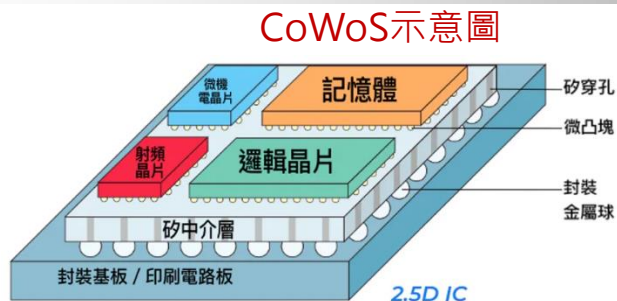 CoWoS示意圖
微機
電晶片
記憶體
矽穿孔
微凸塊
射頻
晶片
邏輯晶片
封裝
金屬球
矽中介層
封裝基板 / 印刷電路板
2.5D IC